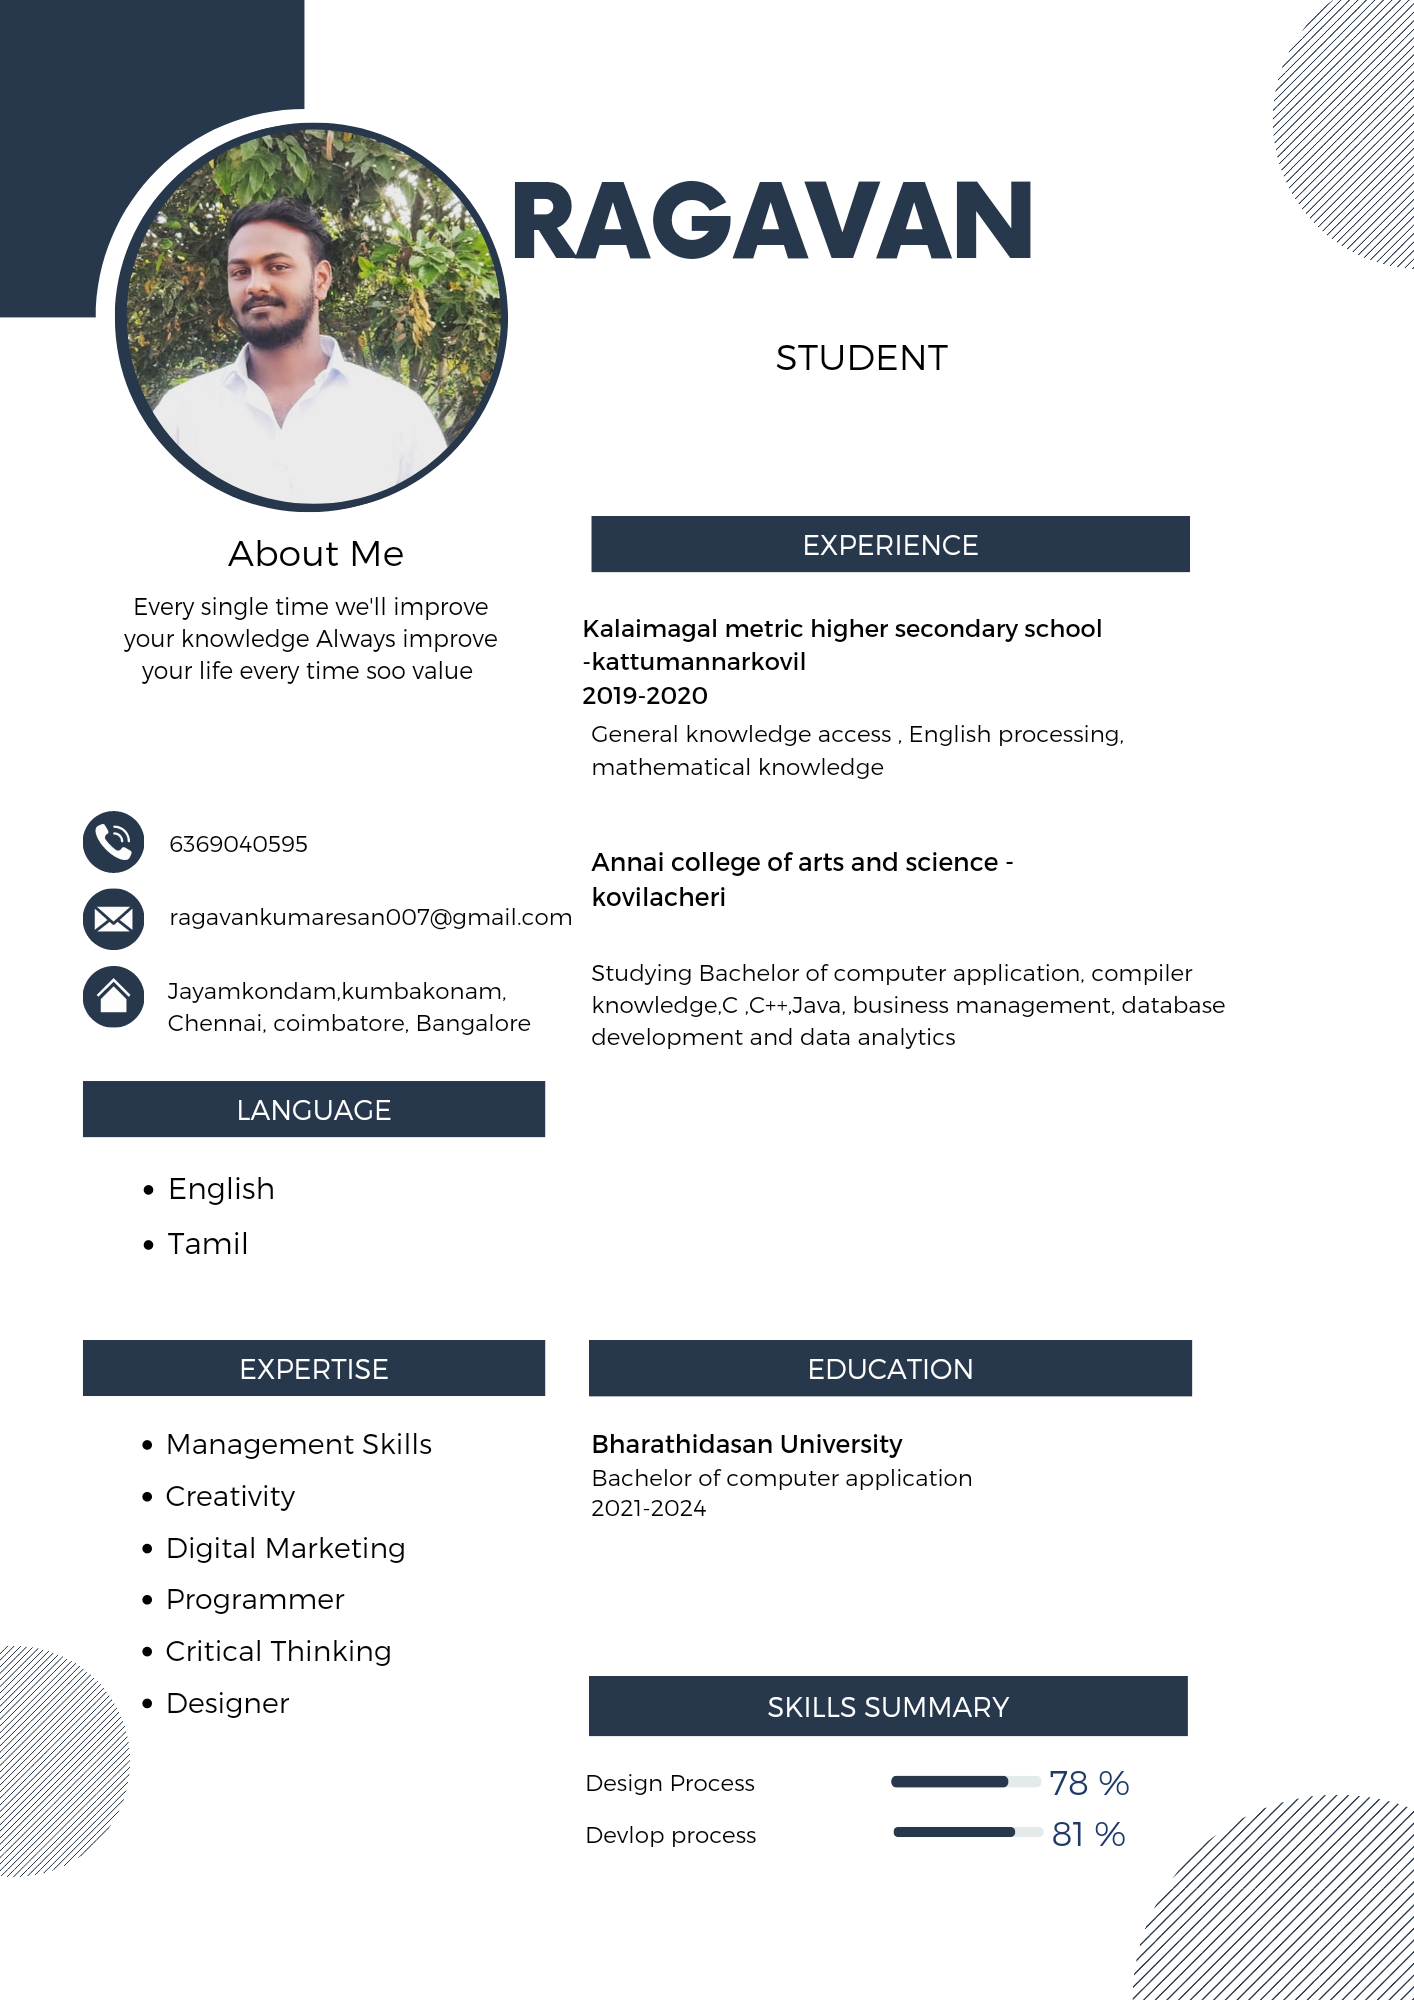 RAGAVAN
STUDENT
About Me
Every single time we'll improve
your knowledge Always improve
your life every time soo value
6369040595
ragavankumaresan007@gmail.com
Jayamkondam,kumbakonam,
Chennai, coimbatore, Bangalore
LANGUAGE
• English
• Tamil
EXPERTISE
• Management Skills
• Creativity
• Digital Marketing
• Programmer
• Critical Thinking
• Designer
EXPERIENCE
Kalaimagal metric higher secondary school
-kattumannarkovil
2019-2020
General knowledge access , English processing,
mathematical knowledge
Annai college of arts and science -
kovilacheri
Studying Bachelor of computer application, compiler
knowledge,C ,C++,Java, business management, database
development and data analytics
EDUCATION
Bharathidasan University
Bachelor of computer application
2021-2024
SKILLS SUMMARY
Design Process 78 %
Devlop process 81 %